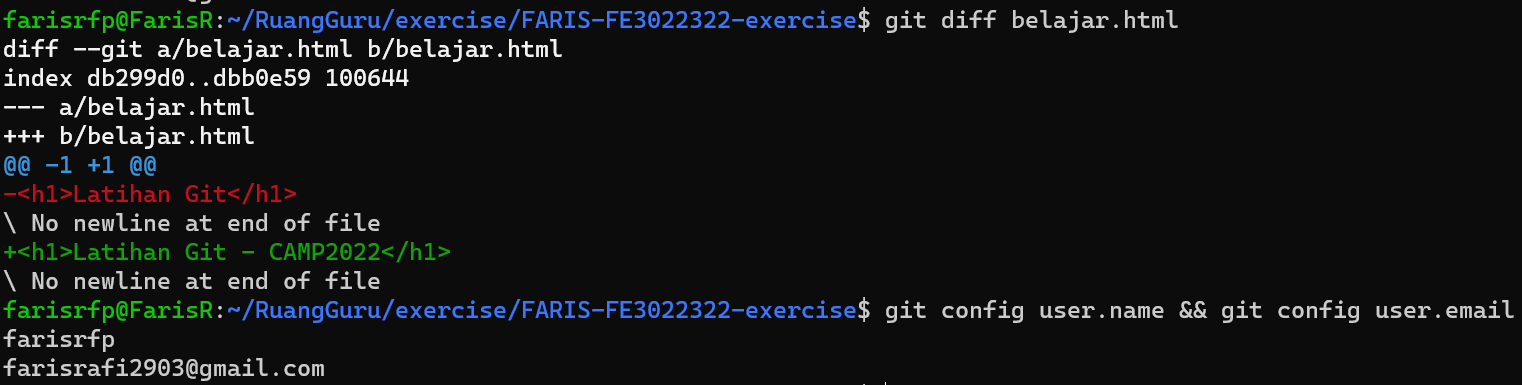 farisrfp@FarisR:~/RuangGuru/exercise/FARIS-FE3022322-exercise$ git diff belajar.html
diff --git a/belajar.html b/belajar.html
index db299d0..dbb0e59 100644
--- a/belajar.html
+++ b/belajar.html
@@ -1 +1 @@
-<h1>Latihan Git</h1>
\ No newline at end of file
+<h1>Latihan Git - CAMP2022</h1>
\ No newline at end of file
farisrfp@FarisR:~/RuangGuru/exercise/FARIS-FE3022322-exercise$ git config user.name && git config user.email
farisrfp
farisrafi2903@gmail.com